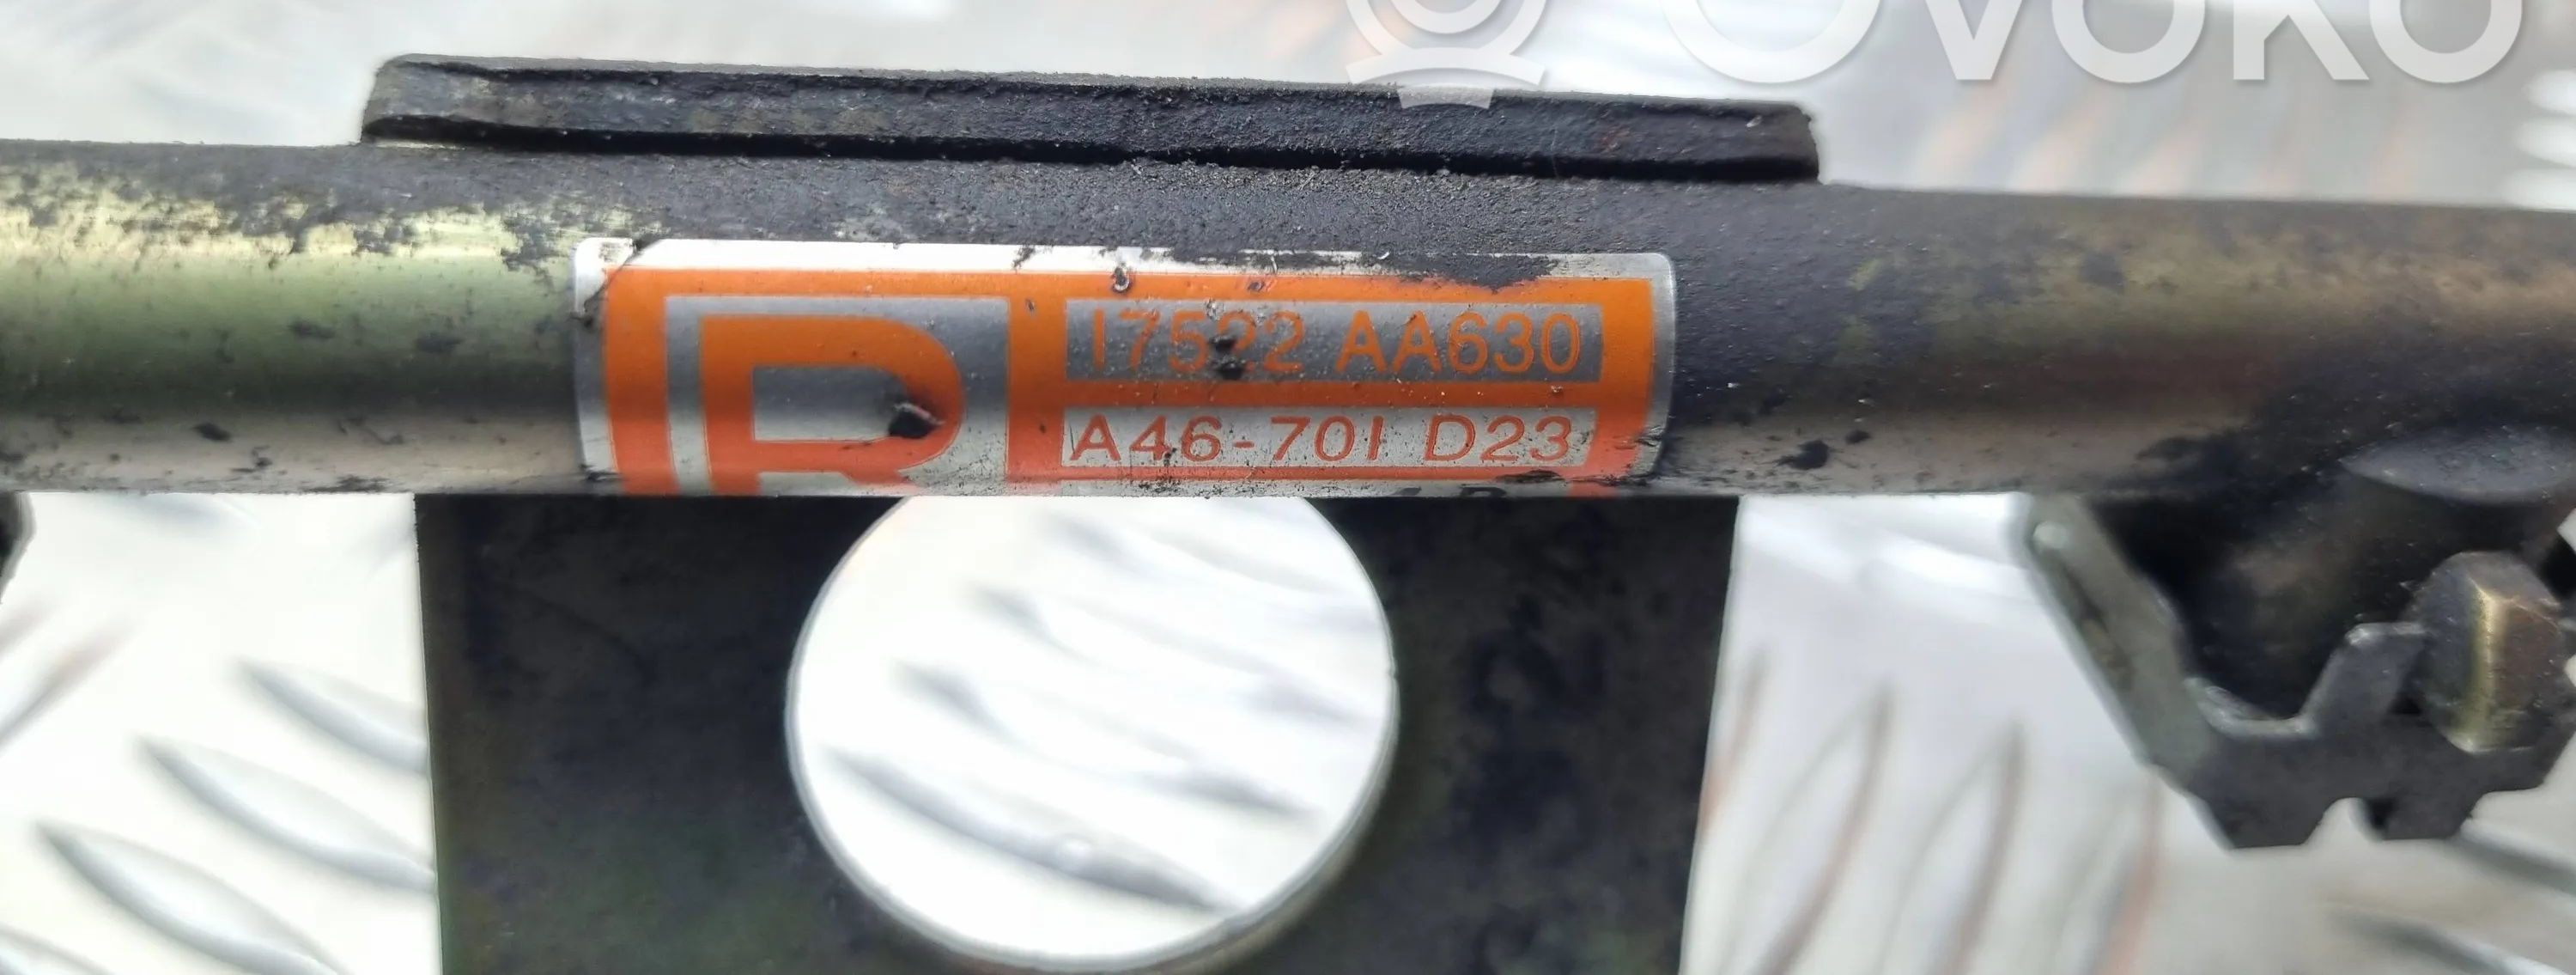 OVOKO
R
17522 AA630
A46-701 D23